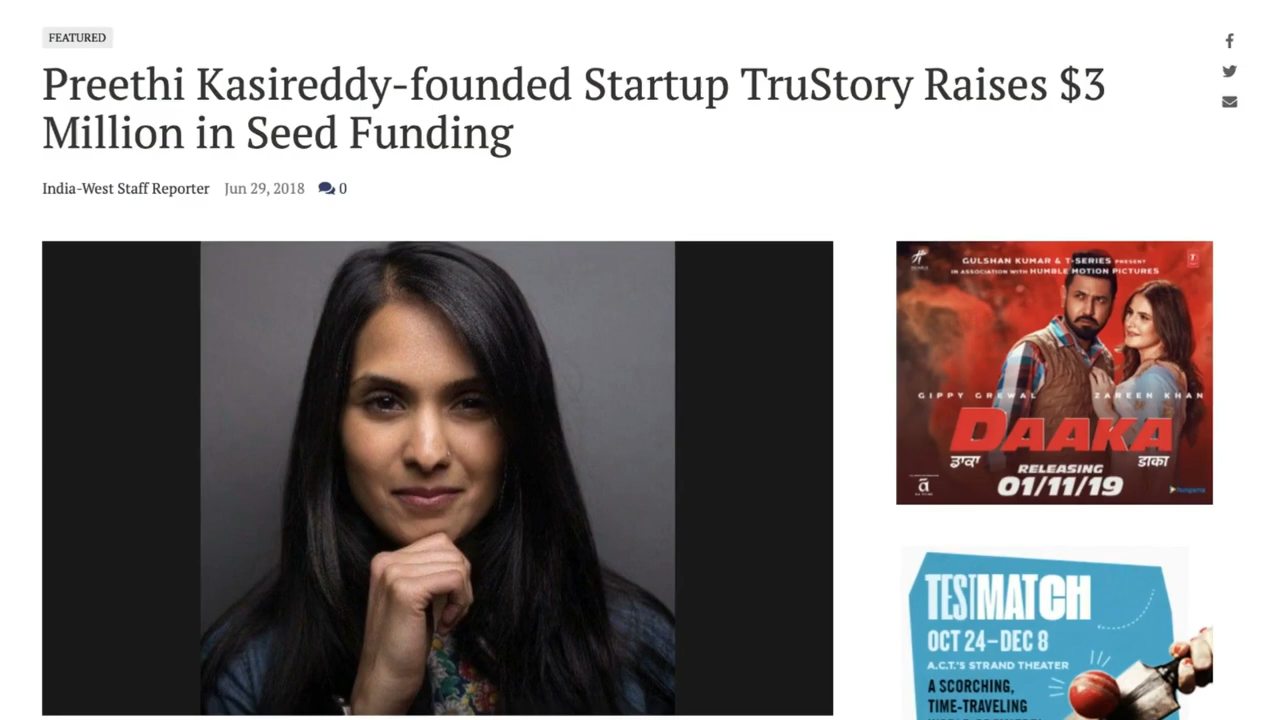 FEATURED
Preethi Kasireddy-founded Startup TruStory Raises $3
Million in Seed Funding
India-West Staff Reporter Jun 29, 2018 0
GULSHAN KUMAR & T-SERIES PRESENT
IN ASSOCIATION WITH HUMBLE MOTION PICTURES
GIPPY GREWAL ZAREEN KHAN
DAAKA
ਡਾਕਾ डाका
RELEASING
01/11/19
TESTMATCH
OCT 24–DEC 8
A.C.T.'S STRAND THEATER
A SCORCHING,
TIME-TRAVELING